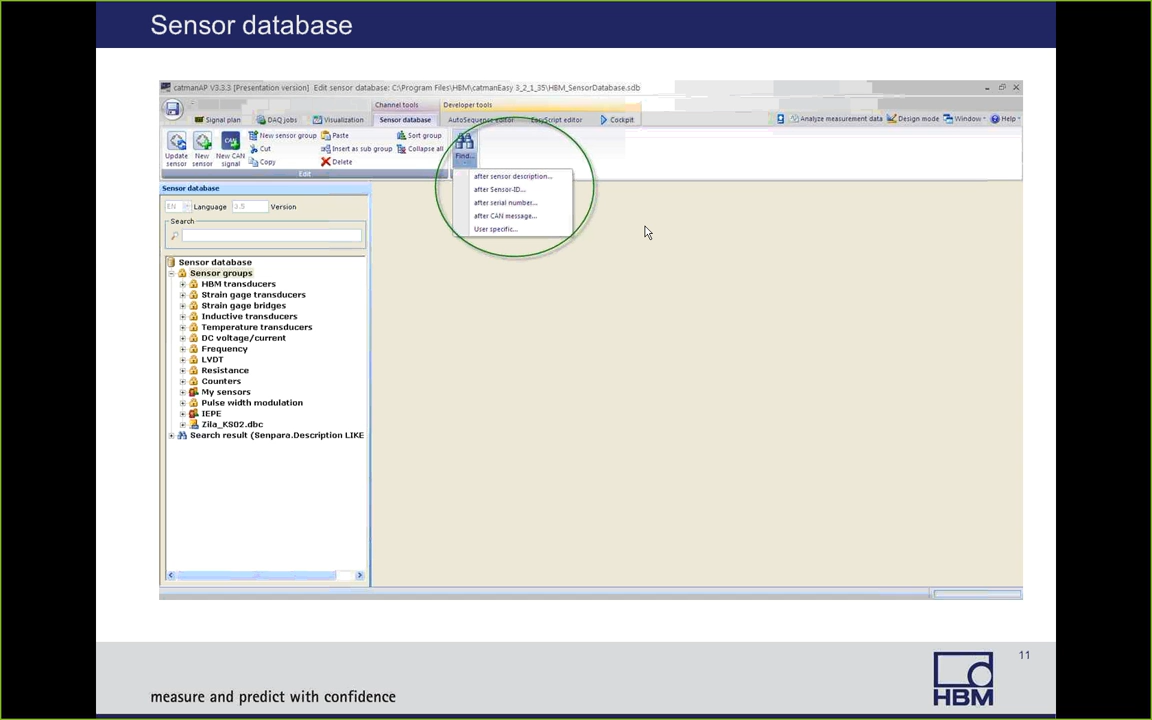 Sensor database
catmanAP V3.3.3 [Presentation version] Edit sensor database: C:\Program Files\HBM\catmanEasy 3_2_1_35\HBM_SensorDatabase.sdb
Channel tools Developer tools
Signal plan DAQ jobs Visualization Sensor database AutoSequence editor EasyScript editor Cockpit Analyze measurement data Design mode Window Help
New sensor group Paste Sort group
Cut Insert as sub group Collapse all
Copy Delete
Update sensor
New sensor
New CAN signal
Find...
Edit
after sensor description...
after Sensor-ID...
after serial number...
after CAN message...
User specific...
Sensor database
EN Language 3.5 Version
Search
Sensor database
Sensor groups
HBM transducers
Strain gage transducers
Strain gage bridges
Inductive transducers
Temperature transducers
DC voltage/current
Frequency
LVDT
Resistance
Counters
My sensors
Pulse width modulation
IEPE
Zila_KS02.dbc
Search result (Senpara.Description LIKE
measure and predict with confidence
HBM
11